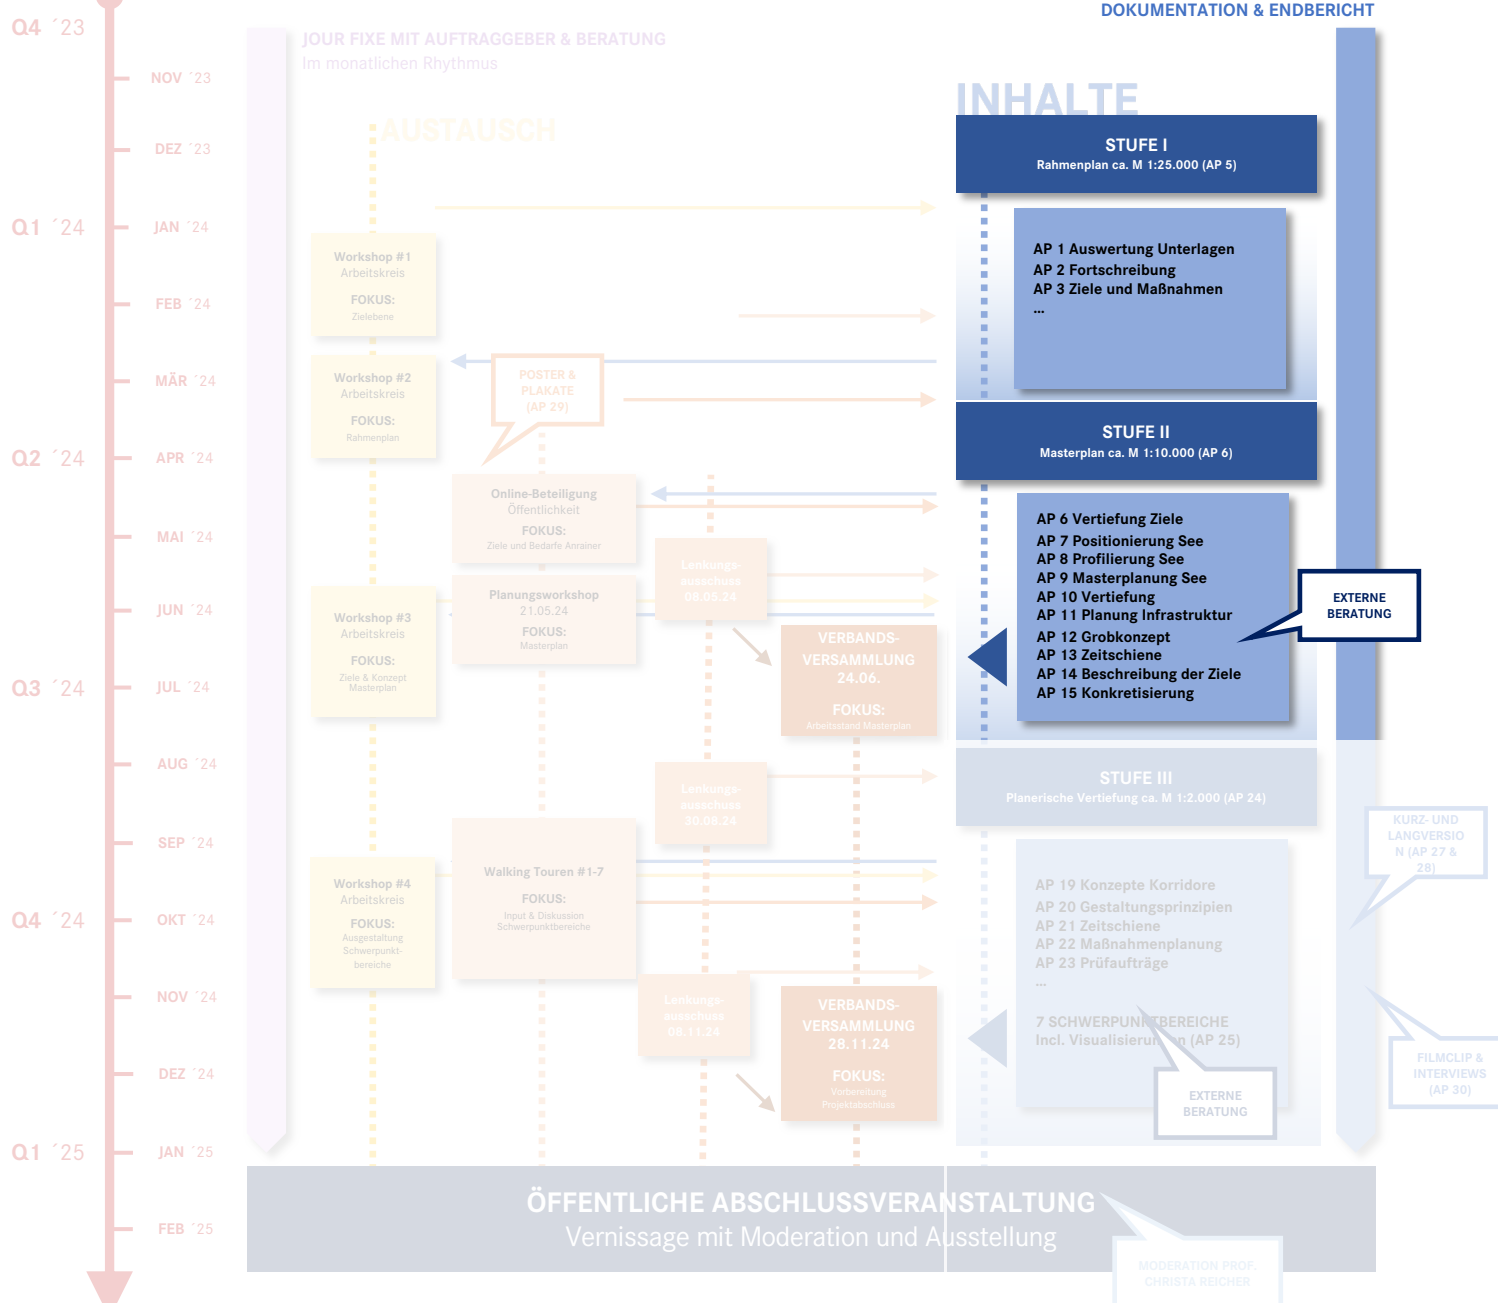 DOKUMENTATION & ENDBERICHT
Q4 ´23
JOUR FIXE MIT AUFTRAGGEBER & BERATUNG
Im monatlichen Rhythmus
NOV ´23
INHALTE
AUSTAUSCH
DEZ ´23
STUFE I
Rahmenplan ca. M 1:25.000 (AP 5)
Q1 ´24
JAN ´24
Workshop #1
Arbeitskreis
FOKUS:
Zielebene
AP 1 Auswertung Unterlagen
AP 2 Fortschreibung
AP 3 Ziele und Maßnahmen
...
FEB ´24
MÄR ´24
Workshop #2
Arbeitskreis
FOKUS:
Rahmenplan
POSTER &
PLAKATE
(AP 29)
STUFE II
Masterplan ca. M 1:10.000 (AP 6)
Q2 ´24
APR ´24
Online-Beteiligung
Öffentlichkeit
FOKUS:
Ziele und Bedarfe Anrainer
MAI ´24
Lenkungs-
ausschuss
08.05.24
AP 6 Vertiefung Ziele
AP 7 Positionierung See
AP 8 Profilierung See
AP 9 Masterplanung See
AP 10 Vertiefung
AP 11 Planung Infrastruktur
AP 12 Grobkonzept
AP 13 Zeitschiene
AP 14 Beschreibung der Ziele
AP 15 Konkretisierung
EXTERNE
BERATUNG
Planungsworkshop
21.05.24
FOKUS:
Masterplan
JUN ´24
Workshop #3
Arbeitskreis
FOKUS:
Ziele & Konzept
Masterplan
VERBANDS-
VERSAMMLUNG
24.06.
FOKUS:
Arbeitsstand Masterplan
Q3 ´24
JUL ´24
AUG ´24
Lenkungs-
ausschuss
30.08.24
STUFE III
Planerische Vertiefung ca. M 1:2.000 (AP 24)
SEP ´24
KURZ- UND
LANGVERSIO
N (AP 27 &
28)
Walking Touren #1-7
FOKUS:
Input & Diskussion
Schwerpunktbereiche
Workshop #4
Arbeitskreis
FOKUS:
Ausgestaltung
Schwerpunkt-
bereiche
AP 19 Konzepte Korridore
AP 20 Gestaltungsprinzipien
AP 21 Zeitschiene
AP 22 Maßnahmenplanung
AP 23 Prüfaufträge
...
7 SCHWERPUNKTBEREICHE
Incl. Visualisierungen (AP 25)
Q4 ´24
OKT ´24
NOV ´24
Lenkungs-
ausschuss
08.11.24
VERBANDS-
VERSAMMLUNG
28.11.24
FOKUS:
Vorbereitung
Projektabschluss
FILMCLIP &
INTERVIEWS
(AP 30)
DEZ ´24
EXTERNE
BERATUNG
Q1 ´25
JAN ´25
ÖFFENTLICHE ABSCHLUSSVERANSTALTUNG
Vernissage mit Moderation und Ausstellung
FEB ´25
MODERATION PROF.
CHRISTA REICHER